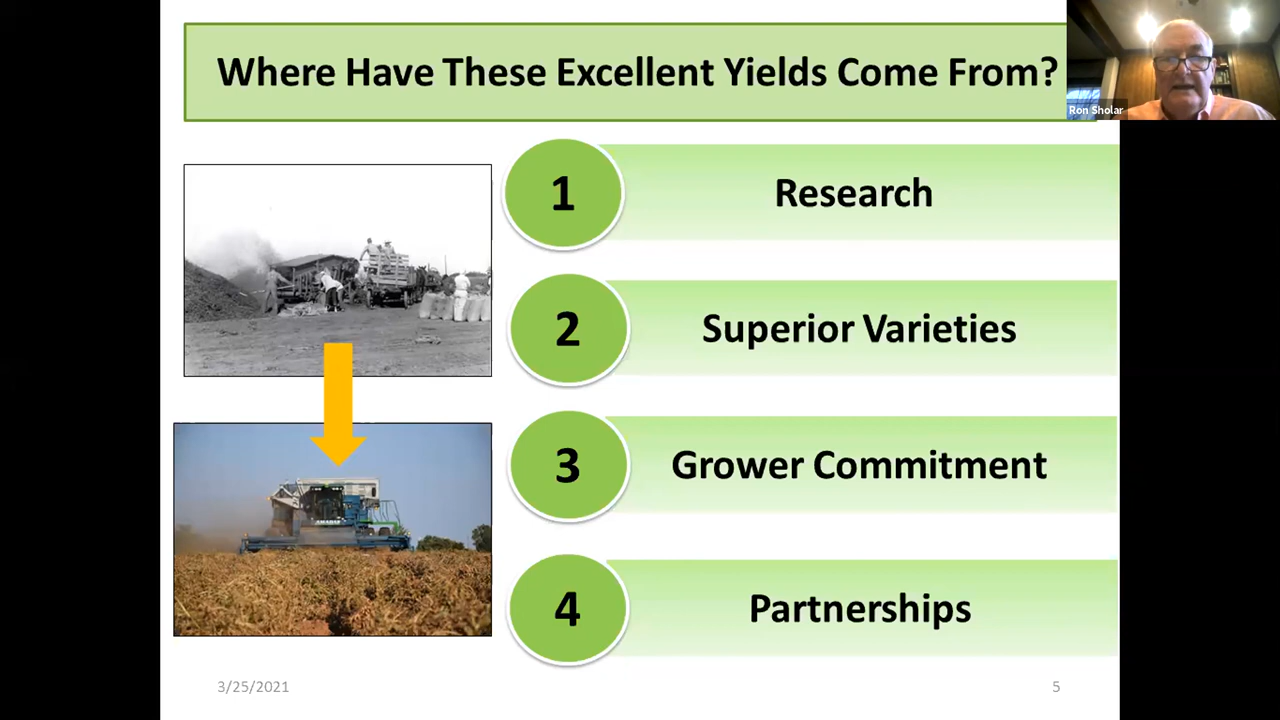 Where Have These Excellent Yields Come From?
Ron Sholar
1
Research
2
Superior Varieties
3
Grower Commitment
4
Partnerships
AMADAS
3/25/2021
5